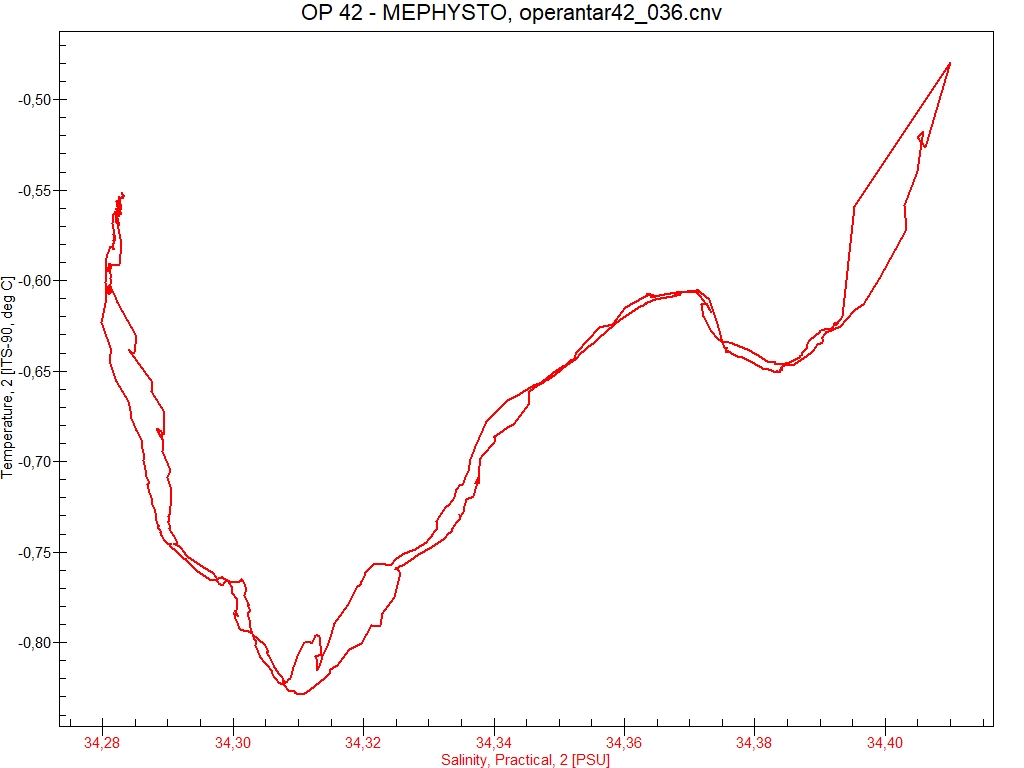 OP 42 - MEPHYSTO, operantar42_036.cnv
-0,50
-0,55
-0,60
-0,65
-0,70
-0,75
-0,80
Temperature, 2 [ITS-90, deg C]
34,28 34,30 34,32 34,34 34,36 34,38 34,40
Salinity, Practical, 2 [PSU]